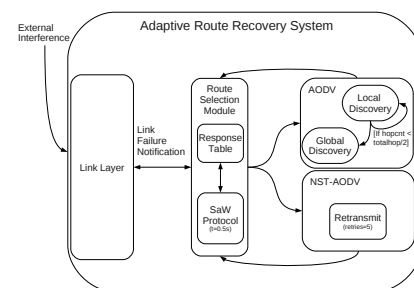 Adaptive Route Recovery System
External
Interference
Link Layer
Link
Failure
Notification
Route
Selection
Module
Response
Table
SaW
Protocol
(t=0.5s)
AODV
Local
Discovery
[If hopcnt <
totalhop/2]
Global
Discovery
NST-AODV
Retransmit
(retries=5)